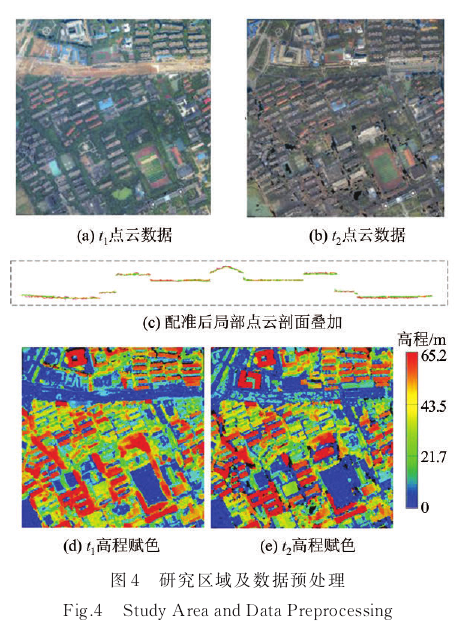 (a) t₁点云数据
(b) t₂点云数据
(c) 配准后局部点云剖面叠加
高程/m
65.2
43.5
21.7
0
(d) t₁高程赋色
(e) t₂高程赋色
图4 研究区域及数据预处理
Fig.4 Study Area and Data Preprocessing